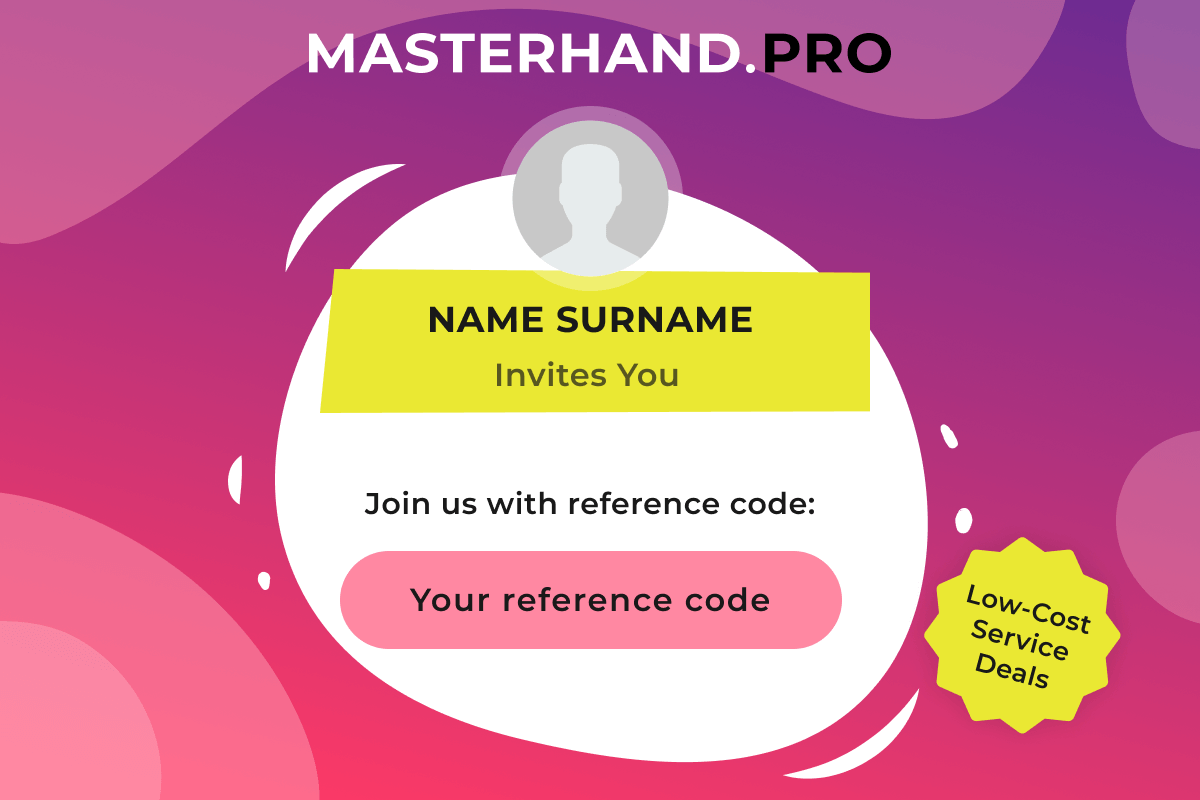 MASTERHAND.PRO
NAME SURNAME
Invites You
Join us with reference code:
Your reference code
Low-Cost
Service
Deals